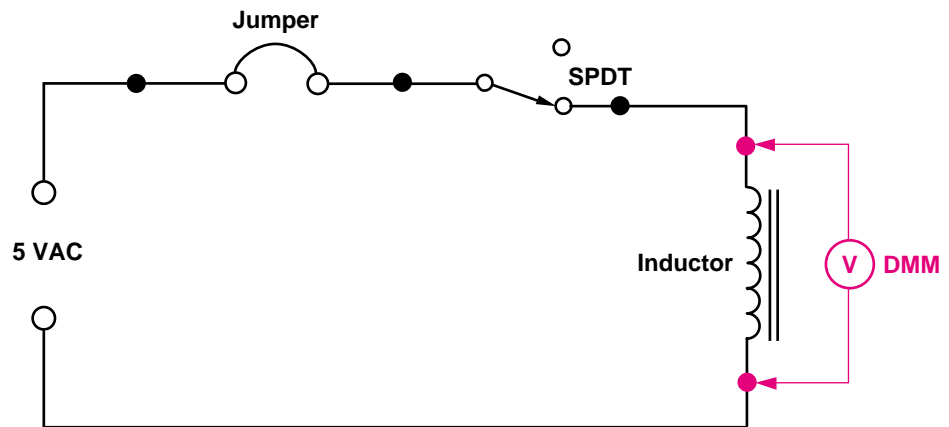 Jumper
SPDT
5 VAC
Inductor
V
DMM